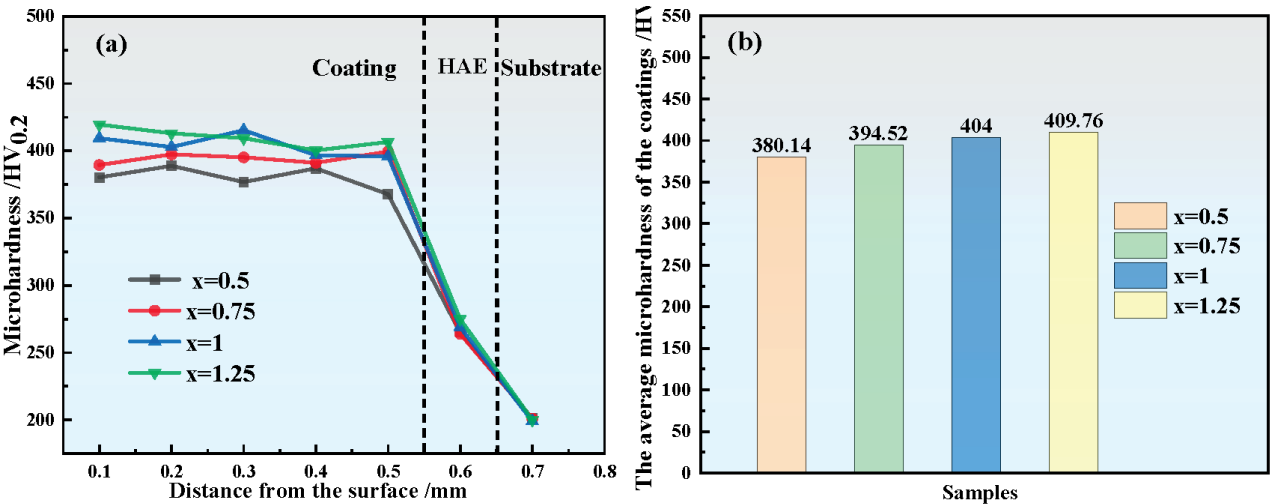 (a)
Coating
HAE
Substrate
Microhardness /HV0.2
500
450
400
350
300
250
200
x=0.5
x=0.75
x=1
x=1.25
0.1 0.2 0.3 0.4 0.5 0.6 0.7 0.8
Distance from the surface /mm
(b)
The average microhardness of the coatings /HV
550
500
450
400
350
300
250
200
150
100
50
0
380.14
394.52
404
409.76
x=0.5
x=0.75
x=1
x=1.25
Samples